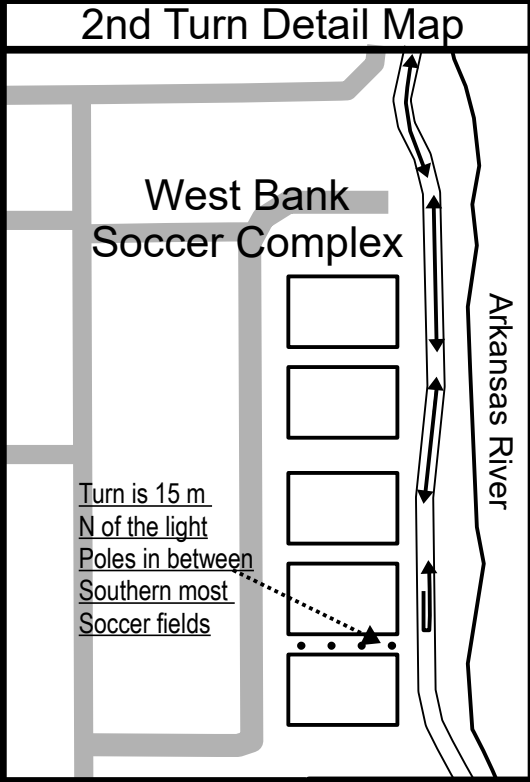 2nd Turn Detail Map
West Bank
Soccer Complex
Arkansas River
Turn is 15 m
N of the light
Poles in between
Southern most
Soccer fields